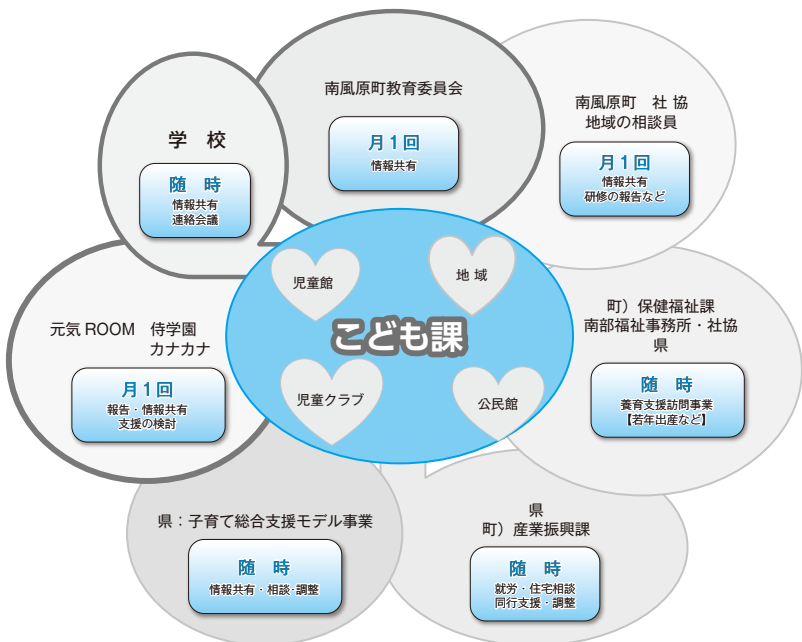 南風原町教育委員会
月1回
情報共有
南風原町 社協
地域の相談員
月1回
情報共有
研修の報告など
学 校
随 時
情報共有
連絡会議
児童館
地 域
こども課
児童クラブ
公民館
元気 ROOM 侍学園
カナカナ
月1回
報告・情報共有
支援の検討
町）保健福祉課
南部福祉事務所・社協
県
随 時
養育支援訪問事業
【若年出産など】
県：子育て総合支援モデル事業
随 時
情報共有・相談・調整
県
町）産業振興課
随 時
就労・住宅相談
同行支援・調整